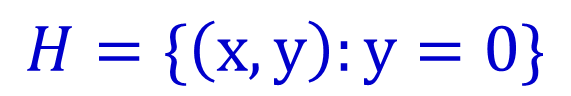 H = {(x, y): y = 0}